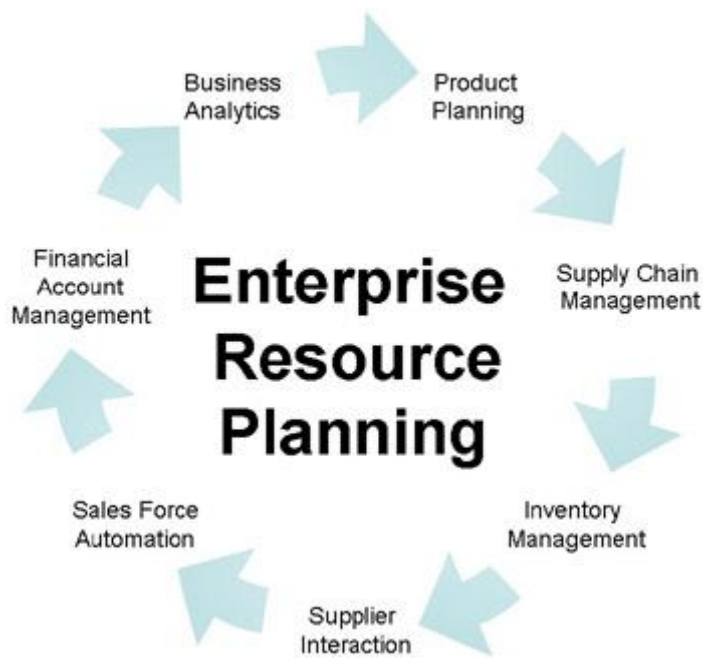 Business
Analytics
Product
Planning
Supply Chain
Management
Inventory
Management
Supplier
Interaction
Sales Force
Automation
Financial
Account
Management
Enterprise
Resource
Planning